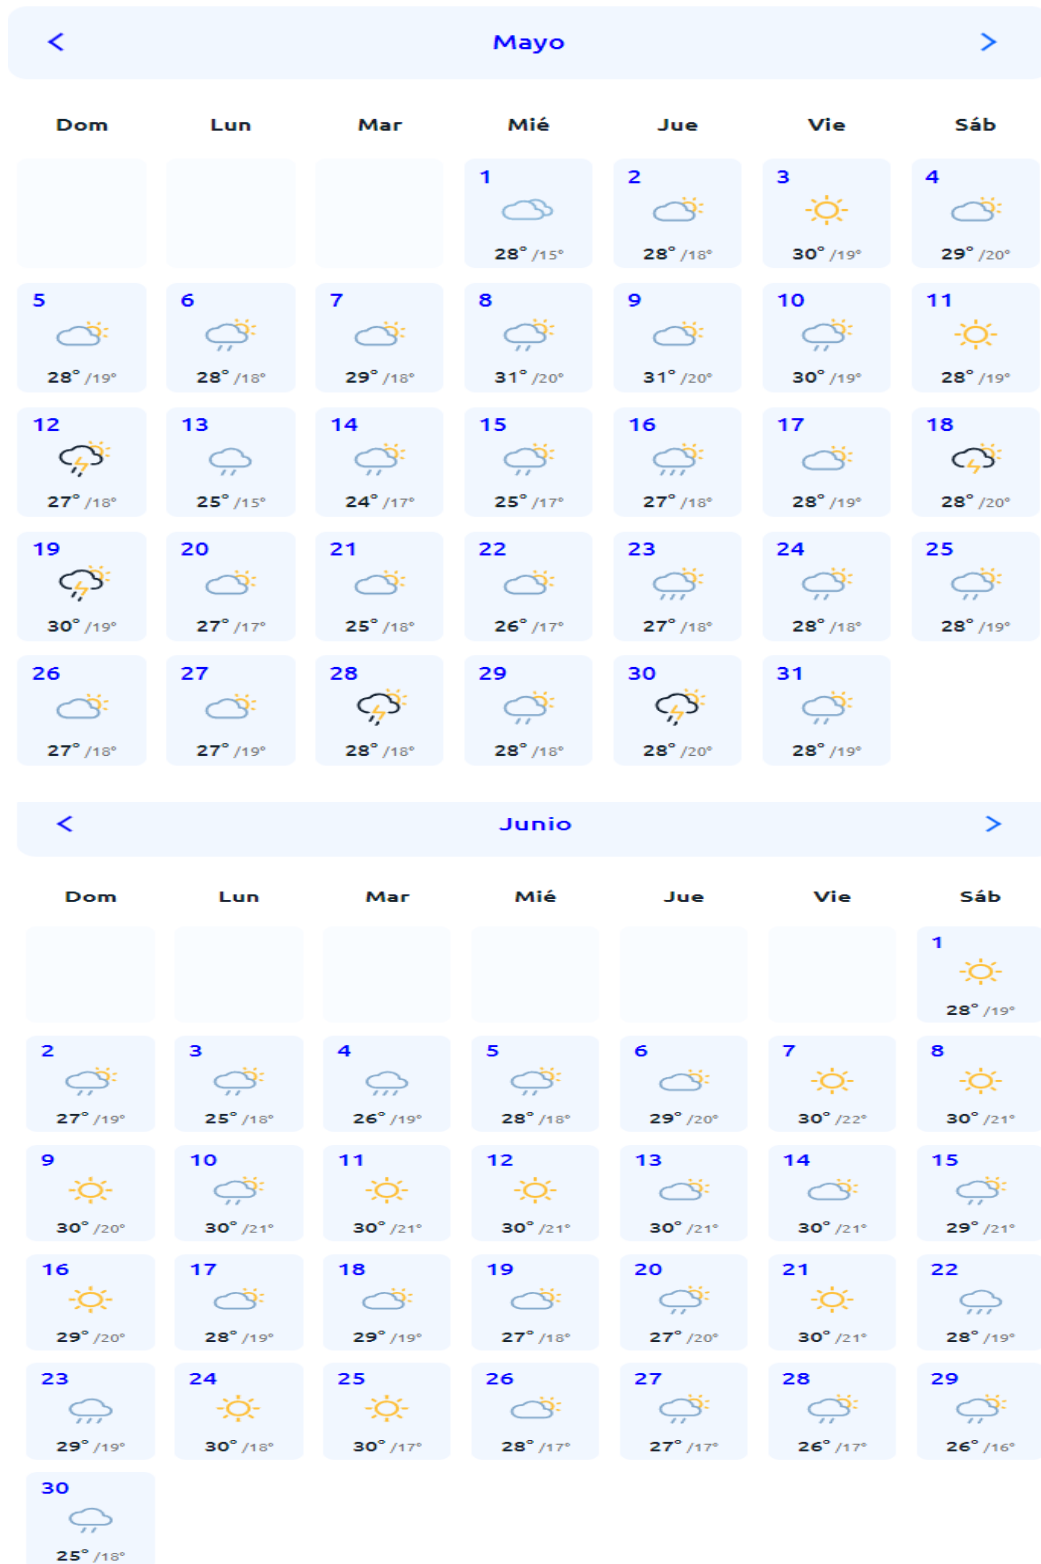 < Mayo >
Dom Lun Mar Mié Jue Vie Sáb
1 2 3 4
28° /15° 28° /18° 30° /19° 29° /20°
5 6 7 8 9 10 11
28° /19° 28° /18° 29° /18° 31° /20° 31° /20° 30° /19° 28° /19°
12 13 14 15 16 17 18
27° /18° 25° /15° 24° /17° 25° /17° 27° /18° 28° /19° 28° /20°
19 20 21 22 23 24 25
30° /19° 27° /17° 25° /18° 26° /17° 27° /18° 28° /18° 28° /19°
26 27 28 29 30 31
27° /18° 27° /19° 28° /18° 28° /18° 28° /20° 28° /19°
< Junio >
Dom Lun Mar Mié Jue Vie Sáb
1
28° /19°
2 3 4 5 6 7 8
27° /19° 25° /18° 26° /19° 28° /18° 29° /20° 30° /22° 30° /21°
9 10 11 12 13 14 15
30° /20° 30° /21° 30° /21° 30° /21° 30° /21° 30° /21° 29° /21°
16 17 18 19 20 21 22
29° /20° 28° /19° 29° /19° 27° /18° 27° /20° 30° /21° 28° /19°
23 24 25 26 27 28 29
29° /19° 30° /18° 30° /17° 28° /17° 27° /17° 26° /17° 26° /16°
30
25° /18°